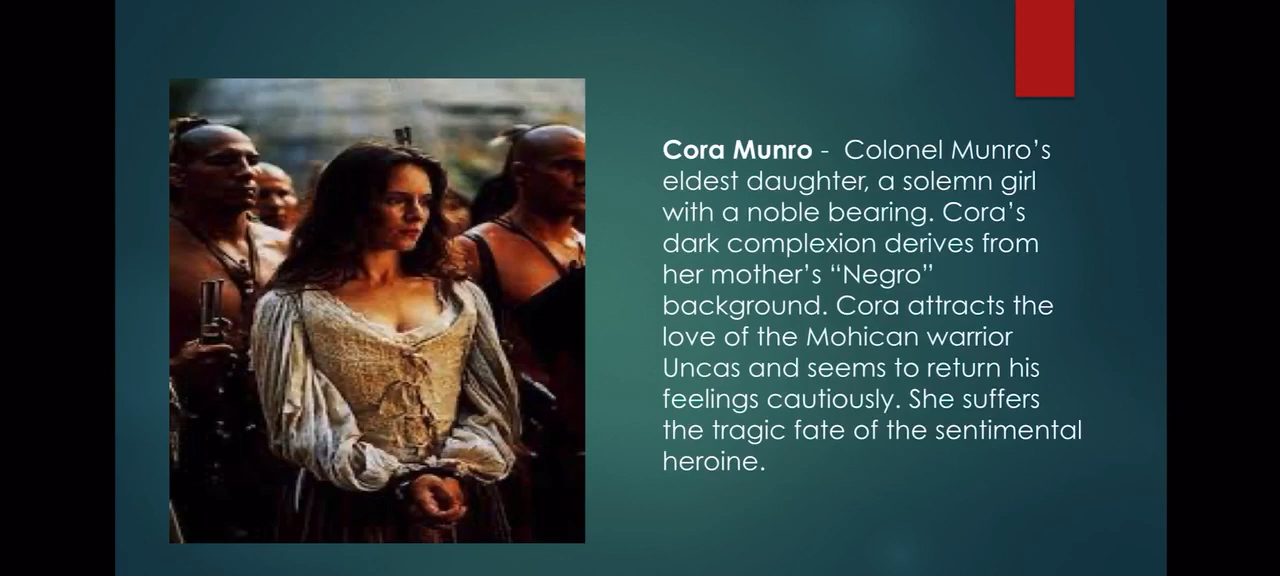 Cora Munro -  Colonel Munro’s
eldest daughter, a solemn girl
with a noble bearing. Cora’s
dark complexion derives from
her mother’s “Negro”
background. Cora attracts the
love of the Mohican warrior
Uncas and seems to return his
feelings cautiously. She suffers
the tragic fate of the sentimental
heroine.